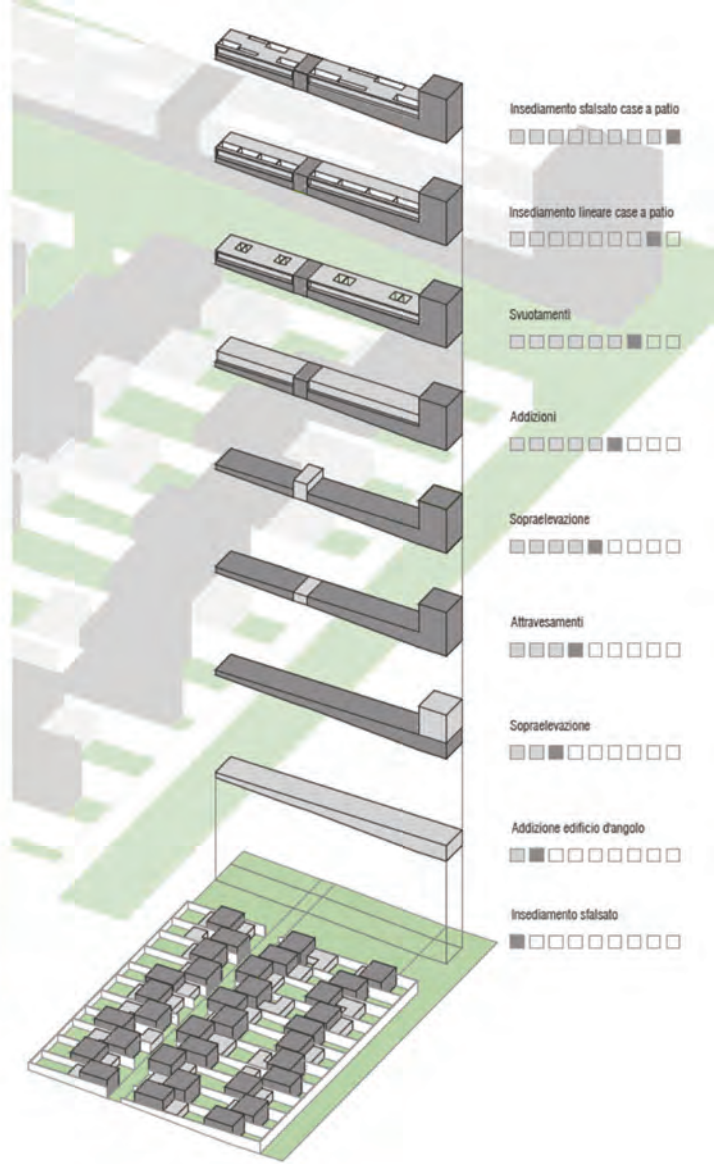 Insediamento sfalsato case a patio
Insediamento lineare case a patio
Svuotamenti
Addizioni
Sopraelevazione
Attravesamenti
Sopraelevazione
Addizione edificio d'angolo
Insediamento sfalsato